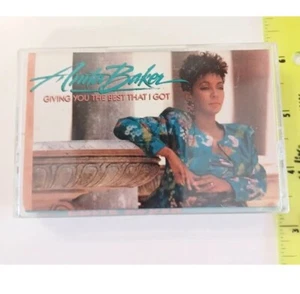 Anita Baker
GIVING YOU THE BEST THAT I GOT